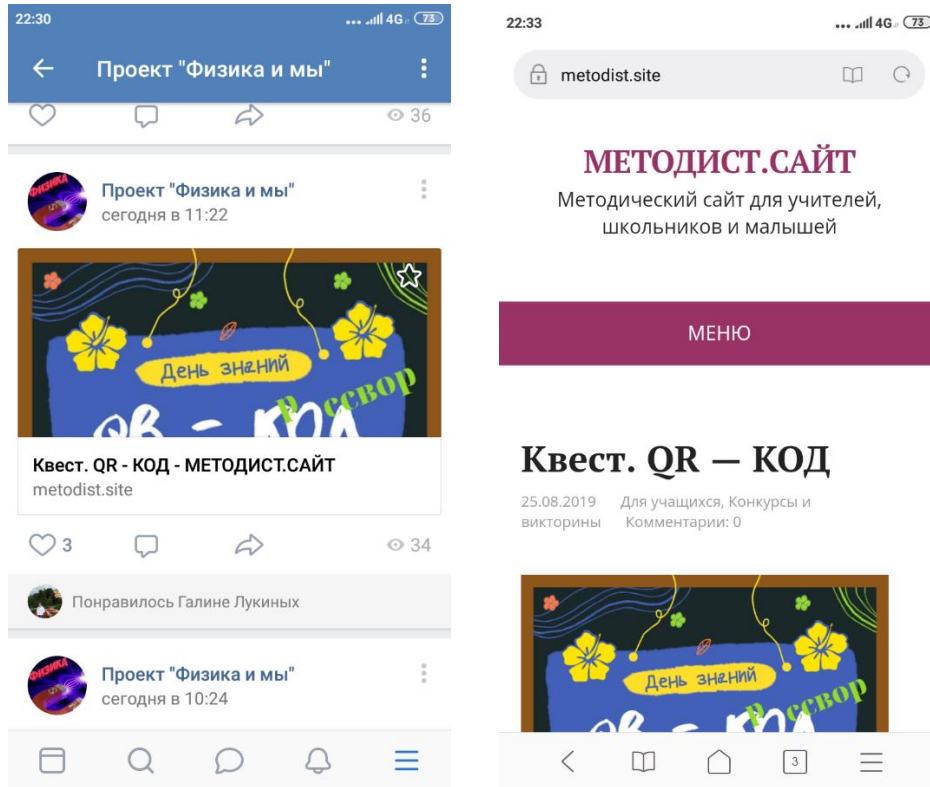 22:30
4G 73
Проект "Физика и мы"
36
ФИЗИКА
Проект "Физика и мы"
сегодня в 11:22
День знаний
QR - КОД
Квест. QR - КОД - МЕТОДИСТ.САЙТ
metodist.site
3
34
Понравилось Галине Лукиных
ФИЗИКА
Проект "Физика и мы"
сегодня в 10:24
22:33
4G 73
metodist.site
МЕТОДИСТ.САЙТ
Методический сайт для учителей,
школьников и малышей
МЕНЮ
Квест. QR — КОД
25.08.2019 Для учащихся, Конкурсы и
викторины Комментарии: 0
День знаний
3